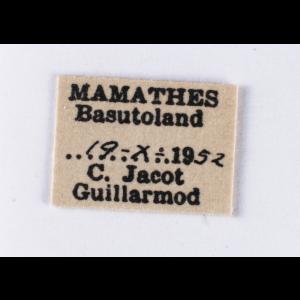 MAMATHES
Basutoland
..19.-X-.1952
C. Jacot
Guillarmod